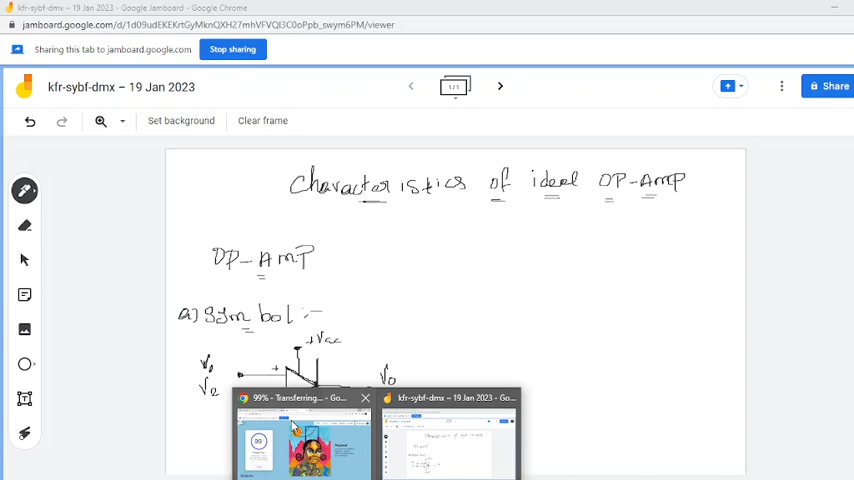 kfr-sybf-dmx – 19 Jan 2023 - Google Jamboard - Google Chrome
jamboard.google.com/d/1d09udEKEKrtGyMknQXH27mhVFVQI3C0oPpb_swym6PM/viewer
Sharing this tab to jamboard.google.com Stop sharing
kfr-sybf-dmx – 19 Jan 2023 1/1 Share
Set background Clear frame
Characteristics of ideal OP-AMP
OP-AMP
a) Symbol :-
+Vcc
V1 + Vo
V2
99% - Transferring... - Go... kfr-sybf-dmx – 19 Jan 2023 - Go...
99